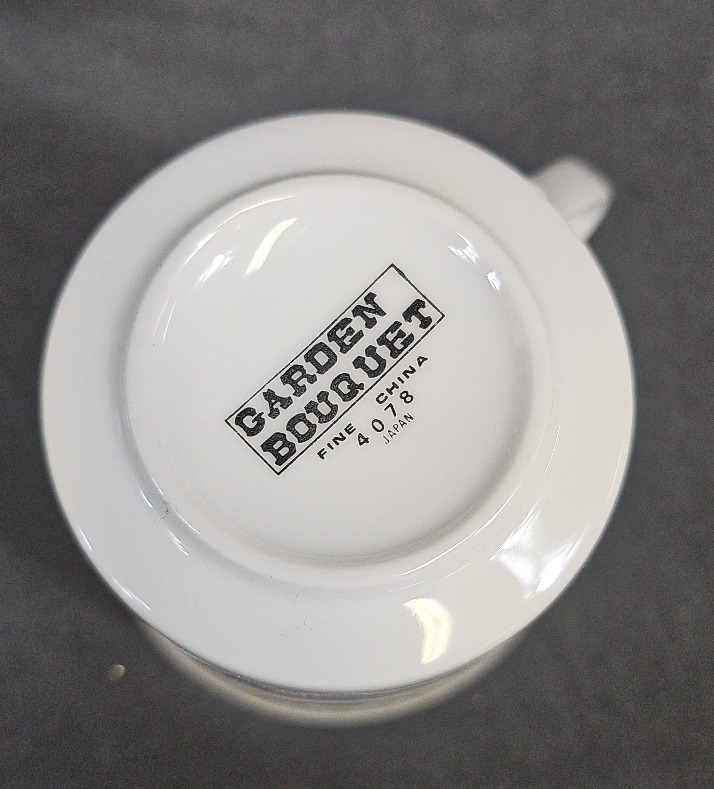 GARDEN
BOUQUET
FINE CHINA
4078
JAPAN